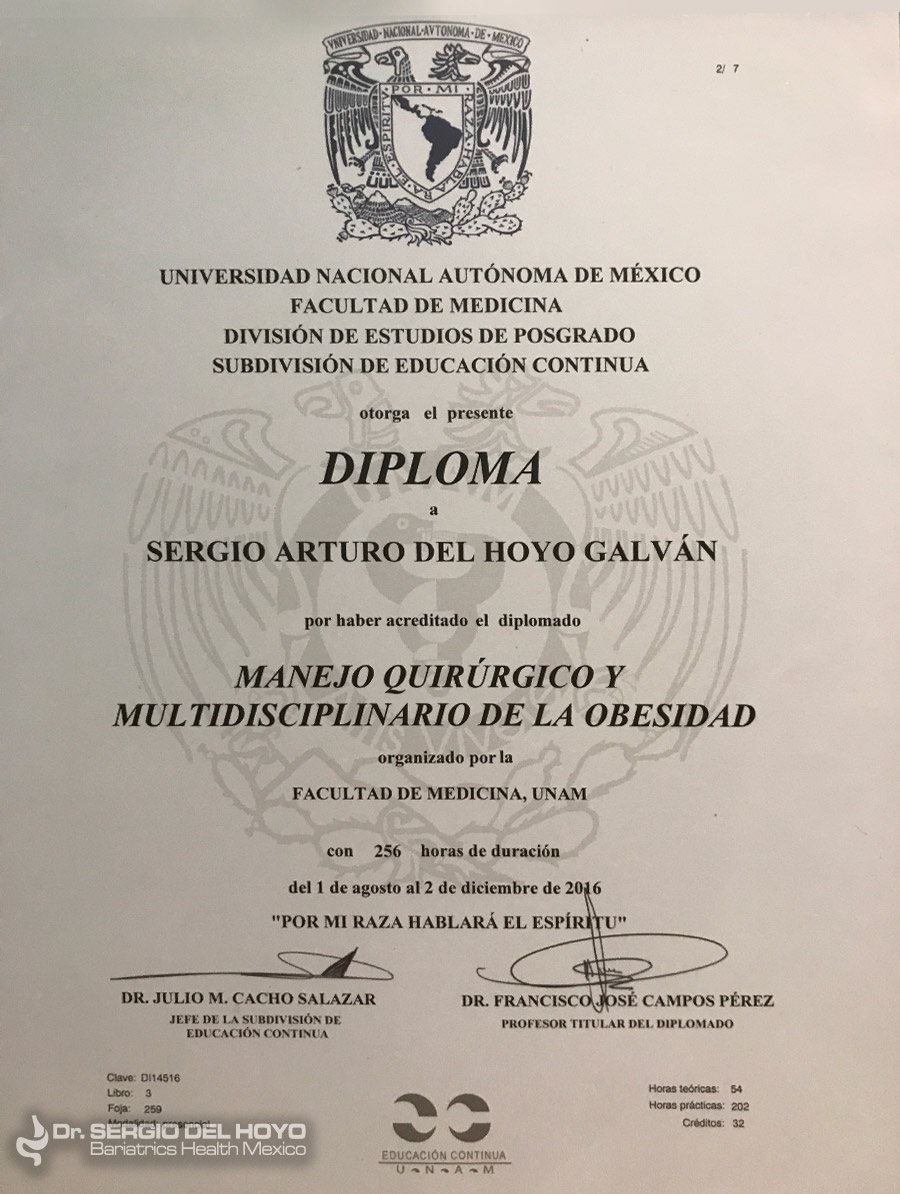 UNIVERSIDAD·NACIONAL·AVTONOMA·DE·MEXICO
2/ 7
POR·MI·RAZA·HABLARA·EL·ESPIRITV
UNIVERSIDAD NACIONAL AUTÓNOMA DE MÉXICO
FACULTAD DE MEDICINA
DIVISIÓN DE ESTUDIOS DE POSGRADO
SUBDIVISIÓN DE EDUCACIÓN CONTINUA
otorga el presente
DIPLOMA
a
SERGIO ARTURO DEL HOYO GALVÁN
por haber acreditado el diplomado
MANEJO QUIRÚRGICO Y
MULTIDISCIPLINARIO DE LA OBESIDAD
organizado por la
FACULTAD DE MEDICINA, UNAM
con 256 horas de duración
del 1 de agosto al 2 de diciembre de 2016
"POR MI RAZA HABLARÁ EL ESPÍRITU"
DR. JULIO M. CACHO SALAZAR
JEFE DE LA SUBDIVISIÓN DE
EDUCACIÓN CONTINUA
DR. FRANCISCO JOSÉ CAMPOS PÉREZ
PROFESOR TITULAR DEL DIPLOMADO
Clave: DI14516
Libro: 3
Foja: 259
Modalidad: presencial
Horas teóricas: 54
Horas prácticas: 202
Créditos: 32
EDUCACIÓN CONTINUA
U N A M
Dr. SERGIO DEL HOYO
Bariatrics Health Mexico